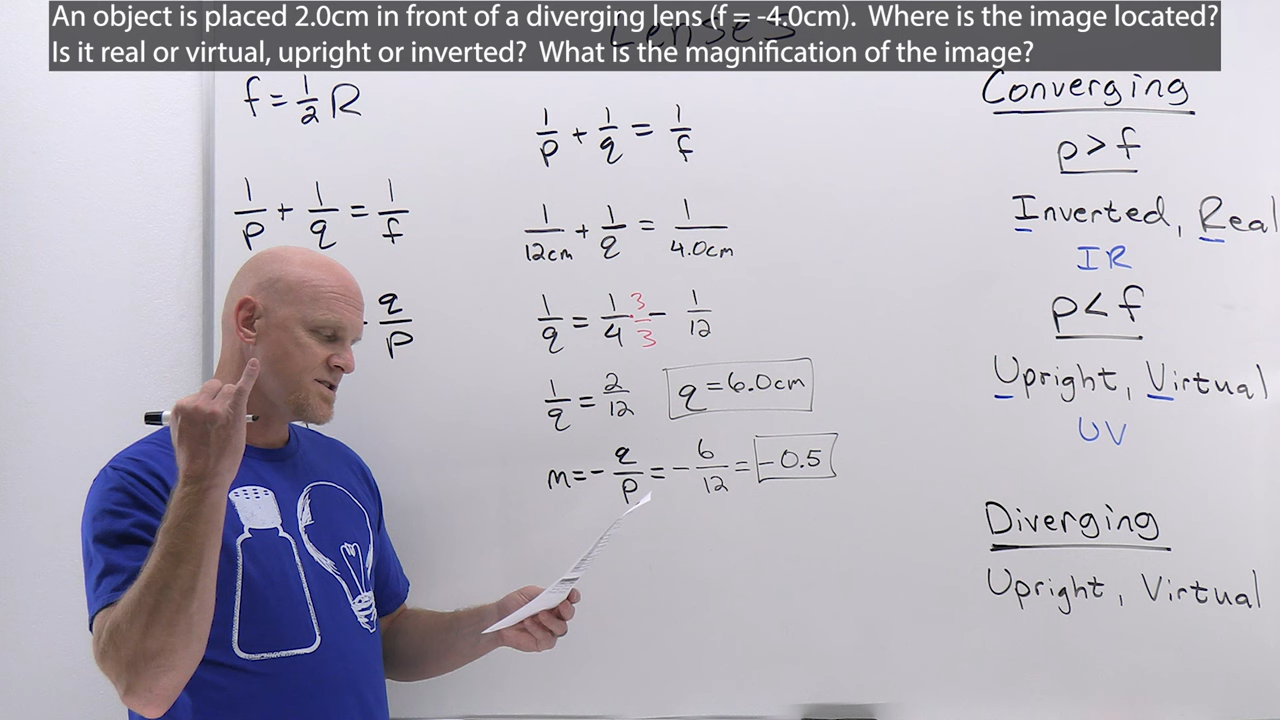 An object is placed 2.0cm in front of a diverging lens (f = -4.0cm). Where is the image located?
Is it real or virtual, upright or inverted? What is the magnification of the image?
Lenses
f = 1/2 R
1/p + 1/q = 1/f
q/p
1/p + 1/q = 1/f
1/12cm + 1/q = 1/4.0cm
1/q = 1/4 · 3/3 - 1/12
1/q = 2/12 q = 6.0cm
m = - q/p = - 6/12 = -0.5
Converging
p > f
Inverted, Real
IR
p < f
Upright, Virtual
UV
Diverging
Upright, Virtual